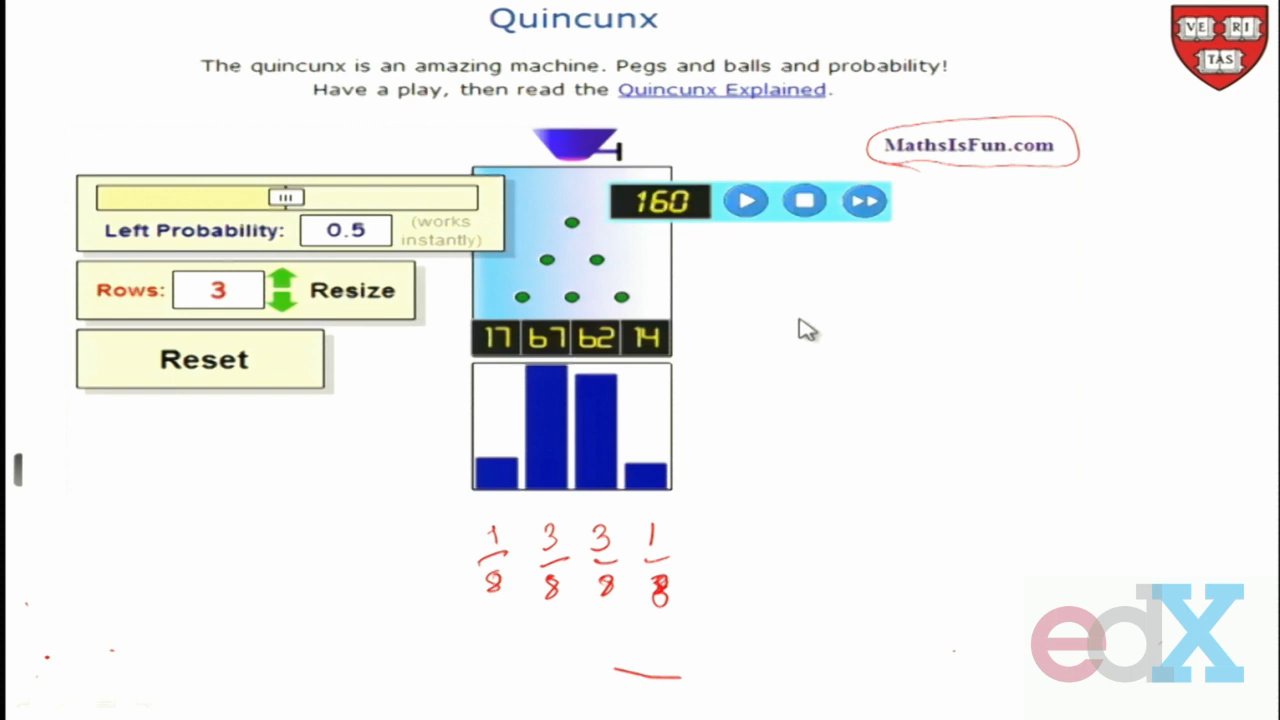 Quincunx
The quincunx is an amazing machine. Pegs and balls and probability!
Have a play, then read the Quincunx Explained.
VE RI
TAS
MathsIsFun.com
160
Left Probability: 0.5 (works
instantly)
Rows: 3 Resize
17 67 62 14
Reset
1 3 3 1
8 8 8 8
edX